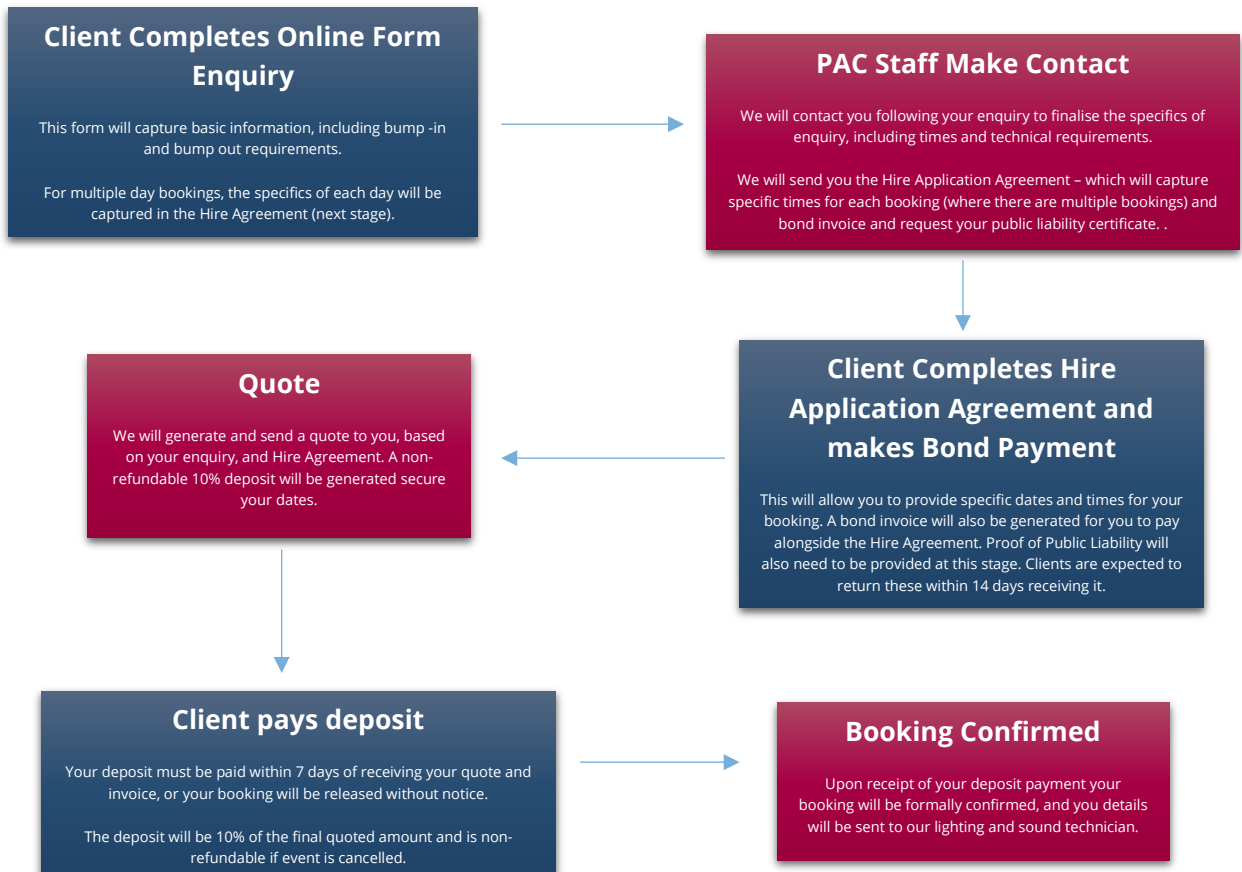 Client Completes Online Form
Enquiry
This form will capture basic information, including bump -in
and bump out requirements.
For multiple day bookings, the specifics of each day will be
captured in the Hire Agreement (next stage).
PAC Staff Make Contact
We will contact you following your enquiry to finalise the specifics of
enquiry, including times and technical requirements.
We will send you the Hire Application Agreement – which will capture
specific times for each booking (where there are multiple bookings) and
bond invoice and request your public liability certificate. .
Client Completes Hire
Application Agreement and
makes Bond Payment
This will allow you to provide specific dates and times for your
booking. A bond invoice will also be generated for you to pay
alongside the Hire Agreement. Proof of Public Liability will
also need to be provided at this stage. Clients are expected to
return these within 14 days receiving it.
Quote
We will generate and send a quote to you, based
on your enquiry, and Hire Agreement. A non-
refundable 10% deposit will be generated secure
your dates.
Client pays deposit
Your deposit must be paid within 7 days of receiving your quote and
invoice, or your booking will be released without notice.
The deposit will be 10% of the final quoted amount and is non-
refundable if event is cancelled.
Booking Confirmed
Upon receipt of your deposit payment your
booking will be formally confirmed, and you details
will be sent to our lighting and sound technician.